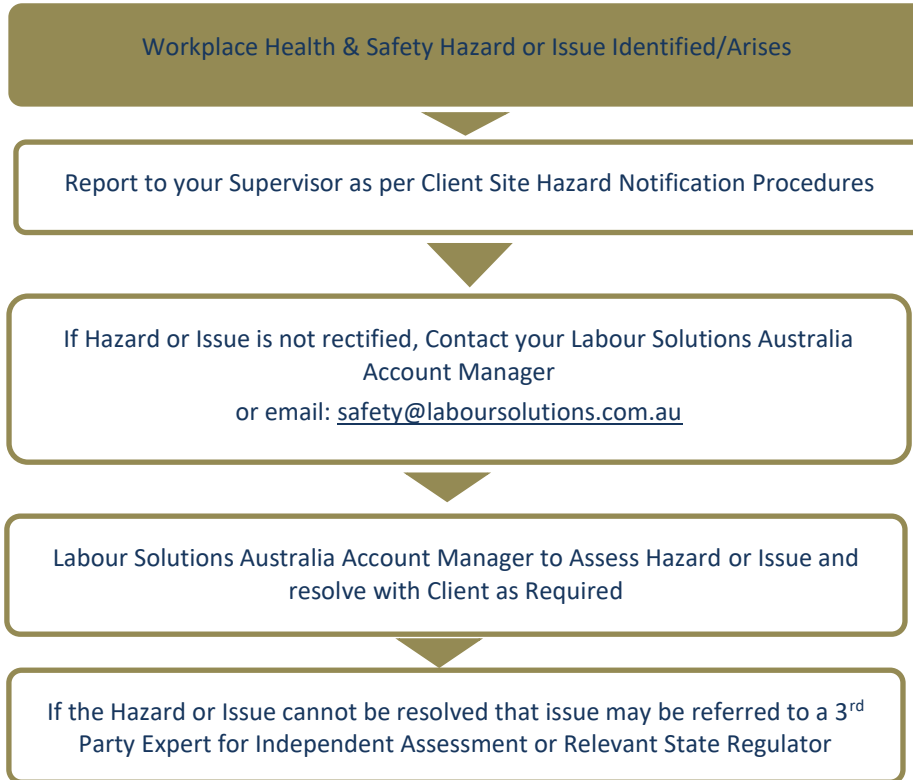 Workplace Health & Safety Hazard or Issue Identified/Arises
Report to your Supervisor as per Client Site Hazard Notification Procedures
If Hazard or Issue is not rectified, Contact your Labour Solutions Australia
Account Manager
or email: safety@laboursolutions.com.au
Labour Solutions Australia Account Manager to Assess Hazard or Issue and
resolve with Client as Required
If the Hazard or Issue cannot be resolved that issue may be referred to a 3rd
Party Expert for Independent Assessment or Relevant State Regulator